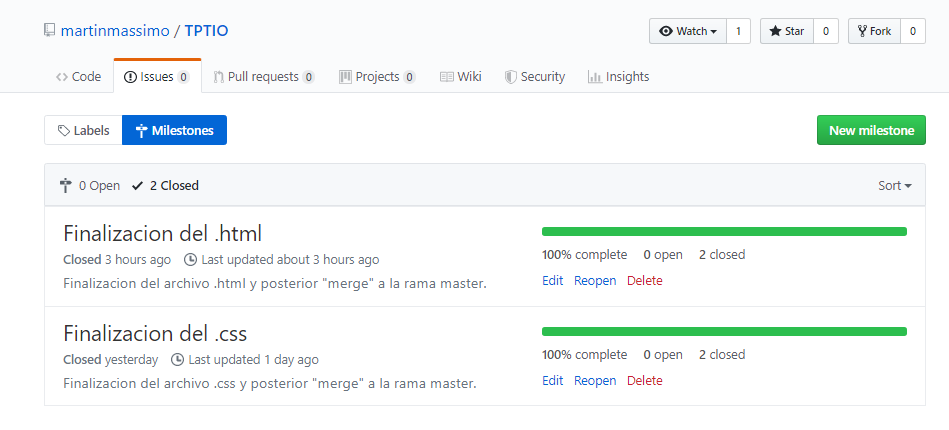 martinmassimo / TPTIO
Watch 1 Star 0 Fork 0
Code Issues 0 Pull requests 0 Projects 0 Wiki Security Insights
Labels Milestones New milestone
0 Open 2 Closed Sort
Finalizacion del .html
Closed 3 hours ago Last updated about 3 hours ago
Finalizacion del archivo .html y posterior "merge" a la rama master.
100% complete 0 open 2 closed
Edit Reopen Delete
Finalizacion del .css
Closed yesterday Last updated 1 day ago
Finalizacion del archivo .css y posterior "merge" a la rama master.
100% complete 0 open 2 closed
Edit Reopen Delete